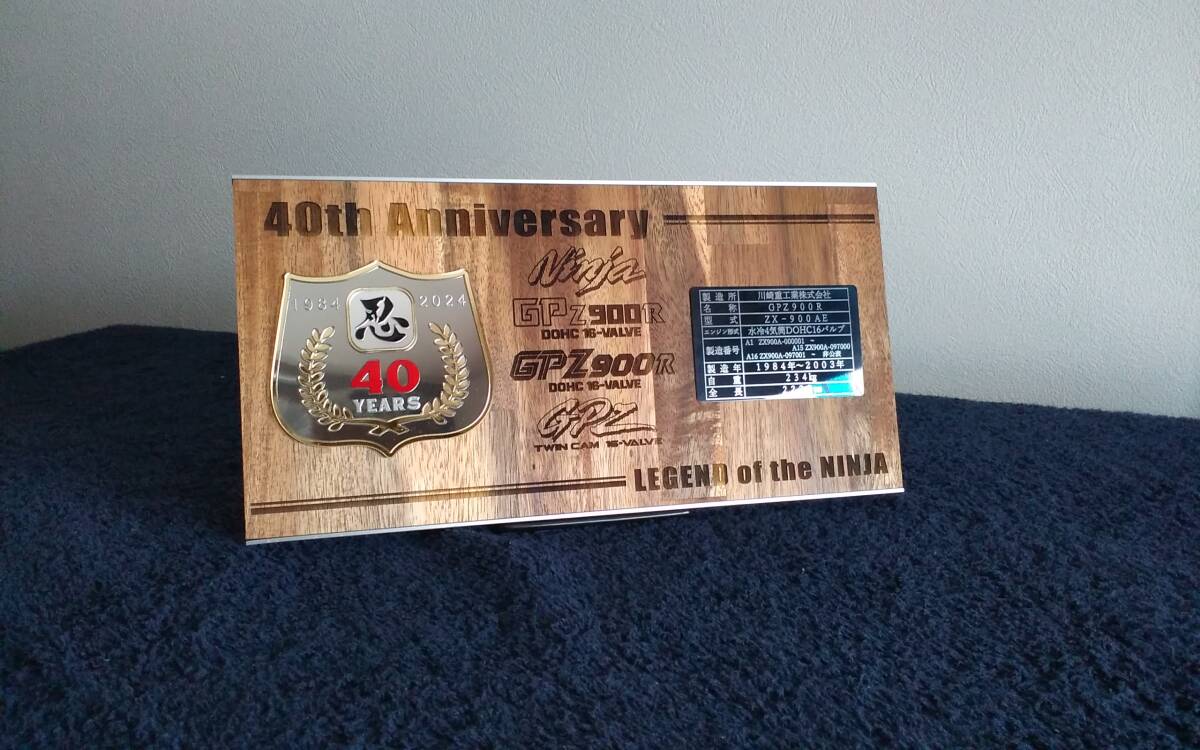 40th Anniversary
1984
2024
忍
40
YEARS
Ninja
GPZ900R
DOHC 16-VALVE
GPZ900R
DOHC 16-VALVE
GPZ
TWIN CAM 16-VALVE
製造所 川崎重工業株式会社
名称 GPZ900R
型式 ZX-900AE
エンジン形式 水冷4気筒DOHC16バルブ
製造番号 A1 ZX900A-000001 ~
A15 ZX900A-097000
A16 ZX900A-097001 ~ 非公表
製造年 1984年~2003年
自重 234kg
全長
LEGEND of the NINJA